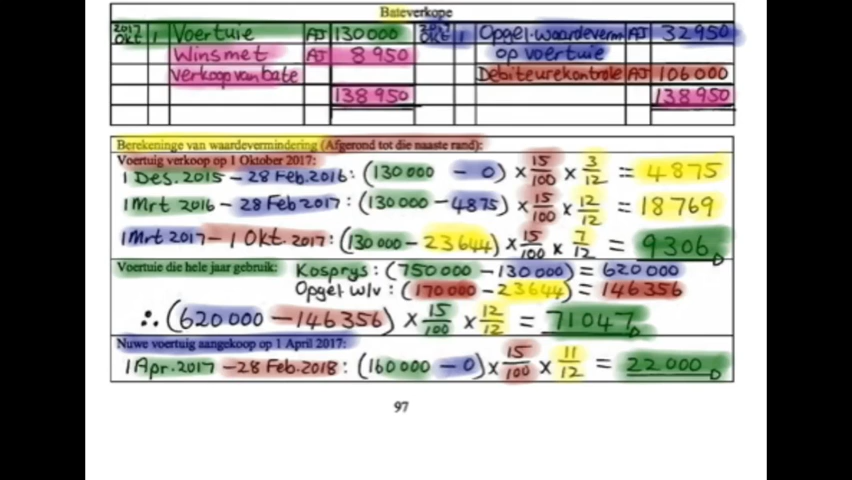 Bateverkope
2017 Okt 1 Voertuie AJ 130 000 2017 Okt 1 Opgel. waardeverm AJ 32 950
Winsmet AJ 8 950 op voertuie
verkoop van bate Debiteurekontrole AJ 106 000
138 950 138 950
Berekeninge van waardevermindering (Afgerond tot die naaste rand):
Voertuig verkoop op 1 Oktober 2017:
1 Des. 2015 – 28 Feb. 2016: (130 000 – 0) × 15/100 × 3/12 = 4 875
1 Mrt 2016 – 28 Feb 2017: (130 000 – 4 875) × 15/100 × 12/12 = 18 769
1 Mrt 2017 – 1 Okt. 2017: (130 000 – 23 644) × 15/100 × 7/12 = 9 306
Voertuie die hele jaar gebruik: Kosprys: (750 000 – 130 000) = 620 000
Opgel w/v: (170 000 – 23 644) = 146 356
∴ (620 000 – 146 356) × 15/100 × 12/12 = 71 047
Nuwe voertuig aangekoop op 1 April 2017:
1 Apr. 2017 – 28 Feb. 2018: (160 000 – 0) × 15/100 × 11/12 = 22 000
97